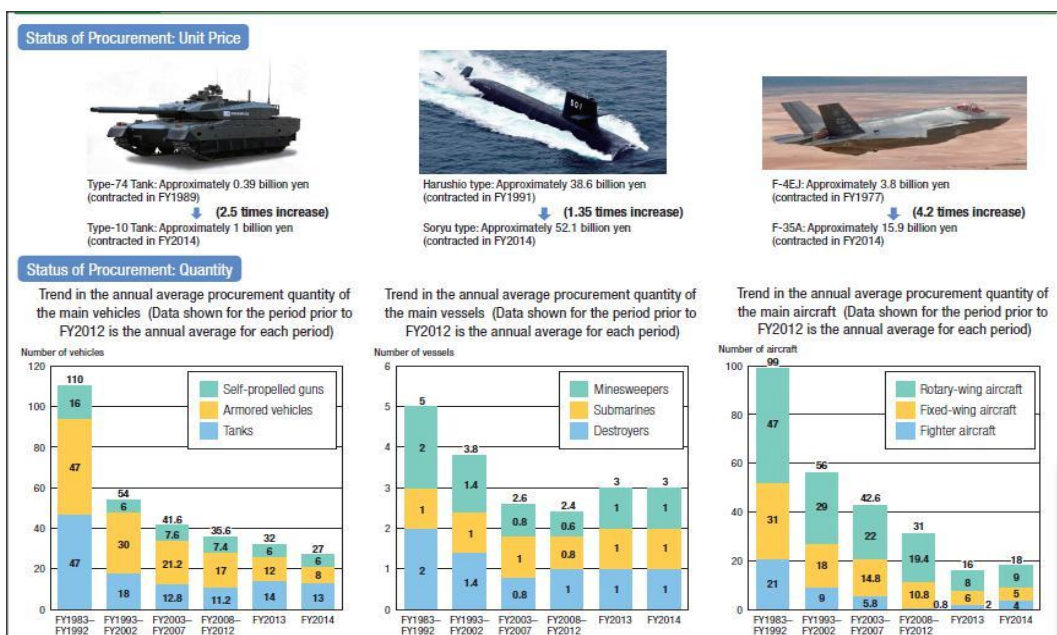 Status of Procurement: Unit Price
Type-74 Tank: Approximately 0.39 billion yen
(contracted in FY1989)
(2.5 times increase)
Type-10 Tank: Approximately 1 billion yen
(contracted in FY2014)
Harushio type: Approximately 38.6 billion yen
(contracted in FY1991)
(1.35 times increase)
Soryu type: Approximately 52.1 billion yen
(contracted in FY2014)
F-4EJ: Approximately 3.8 billion yen
(contracted in FY1977)
(4.2 times increase)
F-35A: Approximately 15.9 billion yen
(contracted in FY2014)
Status of Procurement: Quantity
Trend in the annual average procurement quantity of
the main vehicles (Data shown for the period prior to
FY2012 is the annual average for each period)
Number of vehicles
120
100
80
60
40
20
0
Self-propelled guns
Armored vehicles
Tanks
110
16
47
47
54
6
30
18
41.6
7.6
21.2
12.8
35.6
7.4
17
11.2
32
6
12
14
27
6
8
13
FY1983–
FY1992
FY1993–
FY2002
FY2003–
FY2007
FY2008–
FY2012
FY2013
FY2014
Trend in the annual average procurement quantity of
the main vessels (Data shown for the period prior to
FY2012 is the annual average for each period)
Number of vessels
6
5
4
3
2
1
0
Minesweepers
Submarines
Destroyers
5
2
1
2
3.8
1.4
1
1.4
2.6
0.8
1
0.8
2.4
0.6
0.8
1
3
1
1
1
3
1
1
1
FY1983–
FY1992
FY1993–
FY2002
FY2003–
FY2007
FY2008–
FY2012
FY2013
FY2014
Trend in the annual average procurement quantity of
the main aircraft (Data shown for the period prior to
FY2012 is the annual average for each period)
Number of aircraft
100
80
60
40
20
0
Rotary-wing aircraft
Fixed-wing aircraft
Fighter aircraft
99
47
31
21
56
29
18
9
42.6
22
14.8
5.8
31
19.4
10.8
0.8
16
8
6
2
18
9
5
4
FY1983–
FY1992
FY1993–
FY2002
FY2003–
FY2007
FY2008–
FY2012
FY2013
FY2014